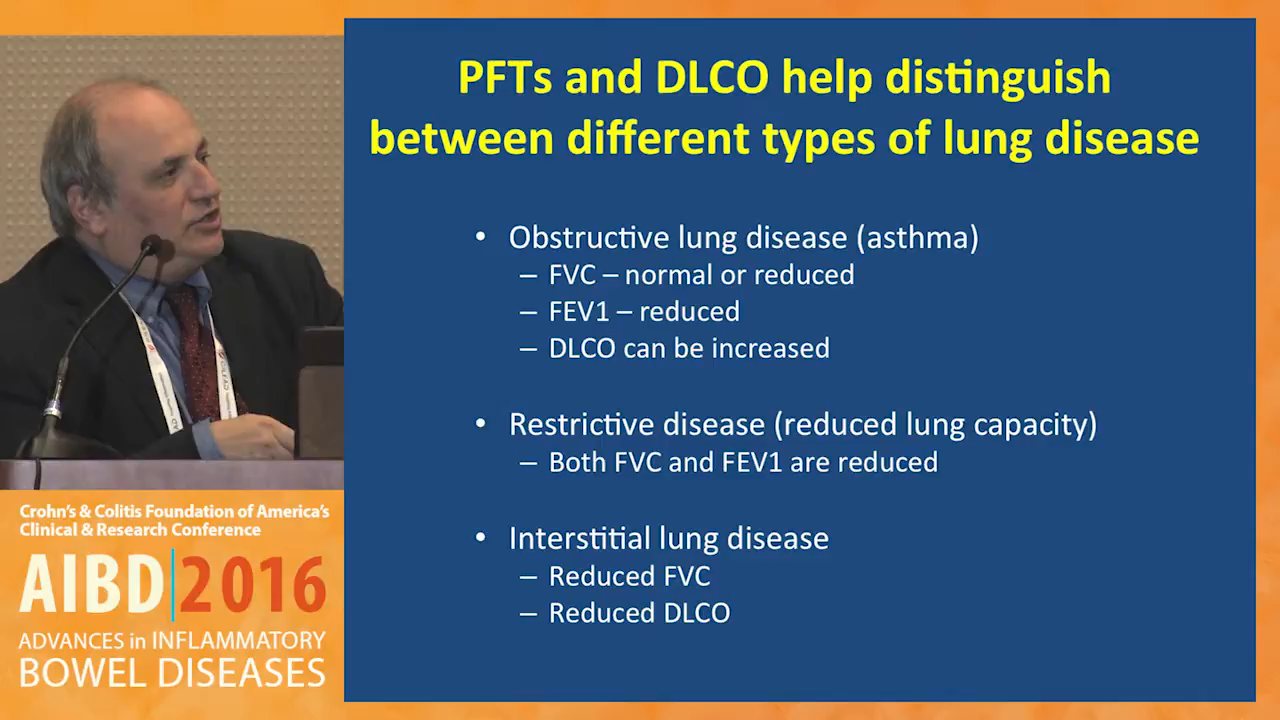 PFTs and DLCO help distinguish
between different types of lung disease
• Obstructive lung disease (asthma)
– FVC – normal or reduced
– FEV1 – reduced
– DLCO can be increased
• Restrictive disease (reduced lung capacity)
– Both FVC and FEV1 are reduced
• Interstitial lung disease
– Reduced FVC
– Reduced DLCO
Crohn's & Colitis Foundation of America's
Clinical & Research Conference
AIBD|2016
ADVANCES in INFLAMMATORY
BOWEL DISEASES